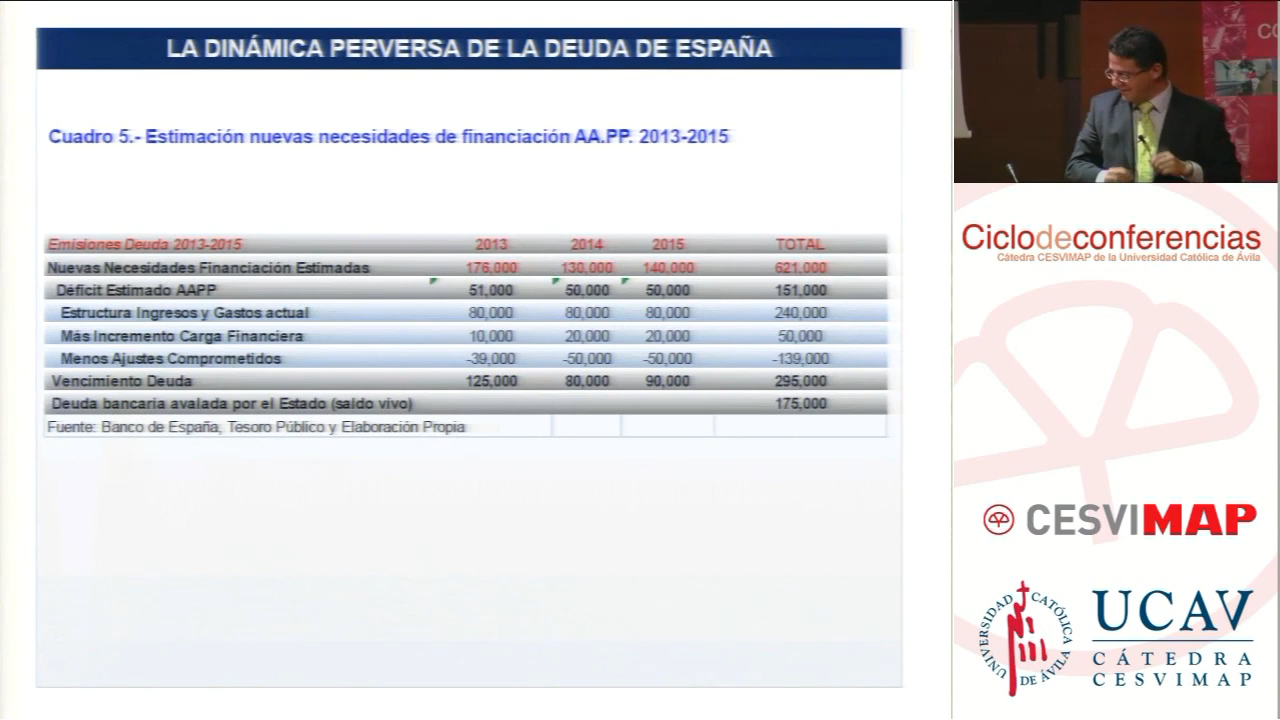 LA DINÁMICA PERVERSA DE LA DEUDA DE ESPAÑA
Cuadro 5.- Estimación nuevas necesidades de financiación AA.PP. 2013-2015
Emisiones Deuda 2013-2015 2013 2014 2015 TOTAL
Nuevas Necesidades Financiación Estimadas 176,000 130,000 140,000 621,000
Déficit Estimado AAPP 51,000 50,000 50,000 151,000
Estructura Ingresos y Gastos actual 80,000 80,000 80,000 240,000
Más Incremento Carga Financiera 10,000 20,000 20,000 50,000
Menos Ajustes Comprometidos -39,000 -50,000 -50,000 -139,000
Vencimiento Deuda 125,000 80,000 90,000 295,000
Deuda bancaria avalada por el Estado (saldo vivo) 175,000
Fuente: Banco de España, Tesoro Público y Elaboración Propia
CO
Ciclodeconferencias
Cátedra CESVIMAP de la Universidad Católica de Ávila
CESVIMAP
UNIVERSIDAD CATÓLICA DE ÁVILA
UCAV
CÁTEDRA
CESVIMAP